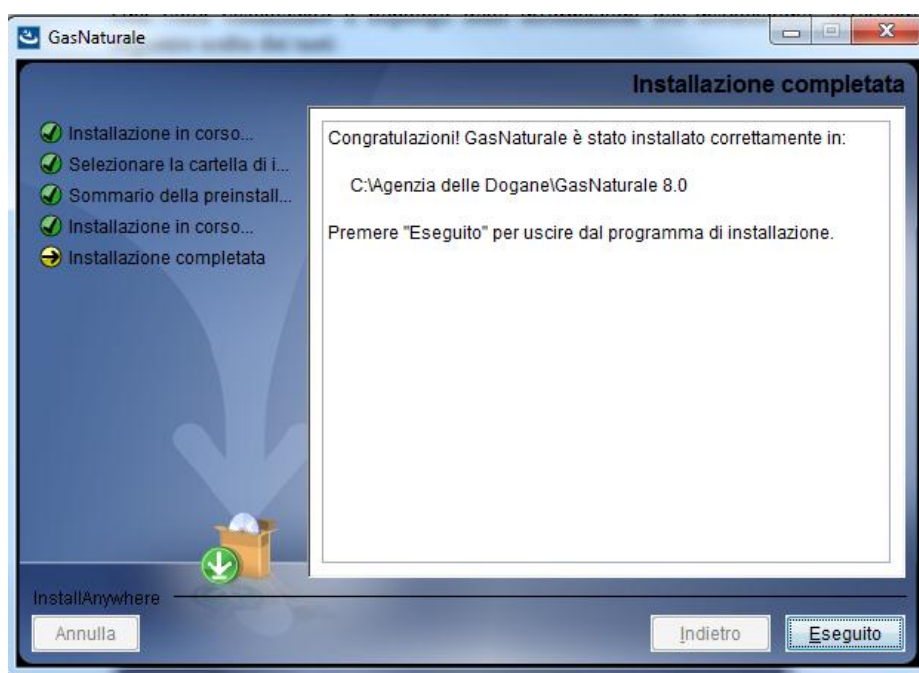 GasNaturale
Installazione completata
Installazione in corso...
Selezionare la cartella di i...
Sommario della preinstall...
Installazione in corso...
Installazione completata
Congratulazioni! GasNaturale è stato installato correttamente in:
C:\Agenzia delle Dogane\GasNaturale 8.0
Premere "Eseguito" per uscire dal programma di installazione.
InstallAnywhere
Annulla
Indietro
Eseguito